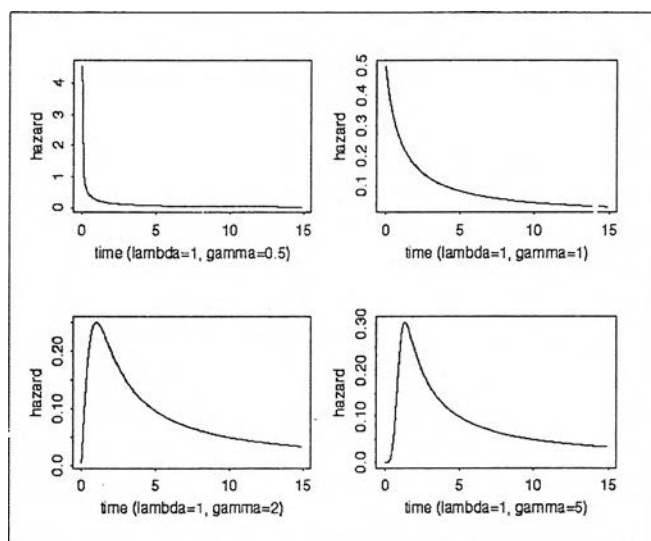 hazard
4
3
2
1
0
0 5 10 15
time (lambda=1, gamma=0.5)
hazard
0.5
0.4
0.3
0.2
0.1
0 5 10 15
time (lambda=1, gamma=1)
hazard
0.20
0.10
0.0
0 5 10 15
time (lambda=1, gamma=2)
hazard
0.30
0.20
0.10
0.0
0 5 10 15
time (lambda=1, gamma=5)